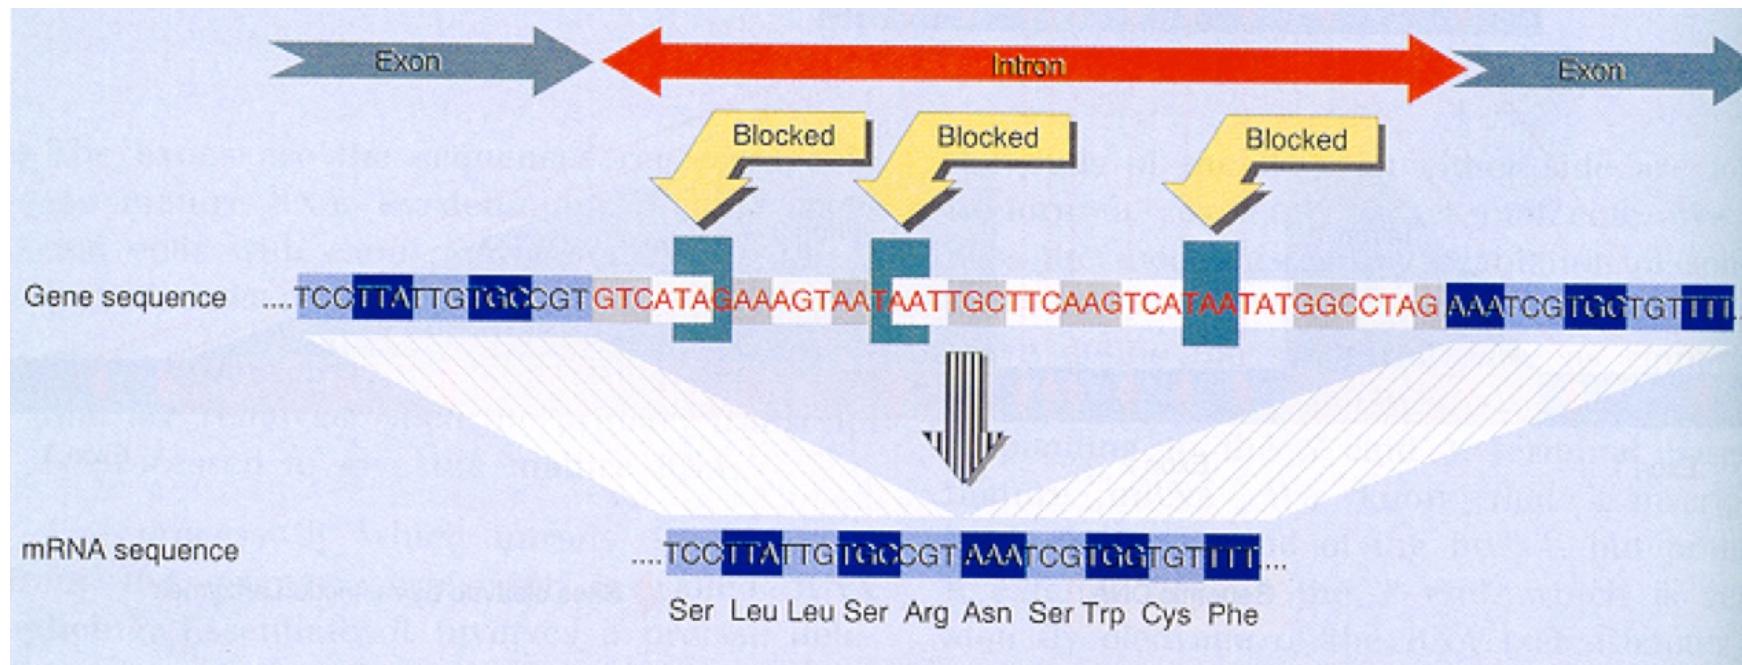 Exon Intron Exon
Blocked Blocked Blocked
Gene sequence ....TCCTTATTGTGCCGTGTCATAGAAAGTAATAATTGCTTCAAGTCATAATATGGCCTAGAAATCGTGGTGTTTT.
mRNA sequence ....TCCTTATTGTGCCGTAAATCGTGGTGTTTT....
Ser Leu Leu Ser Arg Asn Ser Trp Cys Phe